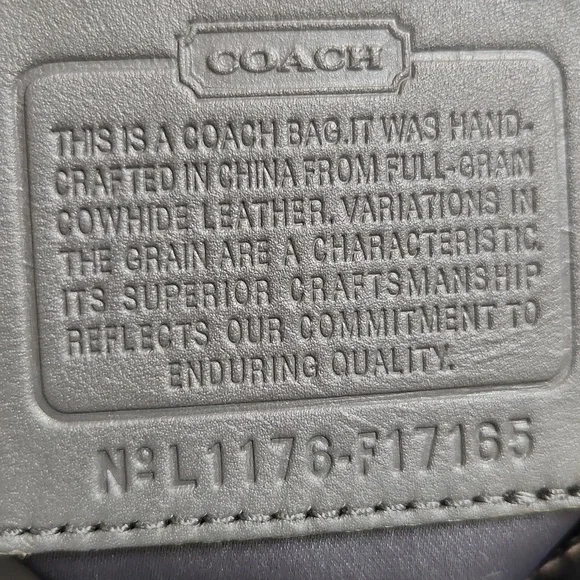 COACH
THIS IS A COACH BAG.IT WAS HAND-
CRAFTED IN CHINA FROM FULL-GRAIN
COWHIDE LEATHER. VARIATIONS IN
THE GRAIN ARE A CHARACTERISTIC.
ITS SUPERIOR CRAFTSMANSHIP
REFLECTS OUR COMMITMENT TO
ENDURING QUALITY.
Nº L1176-F17165